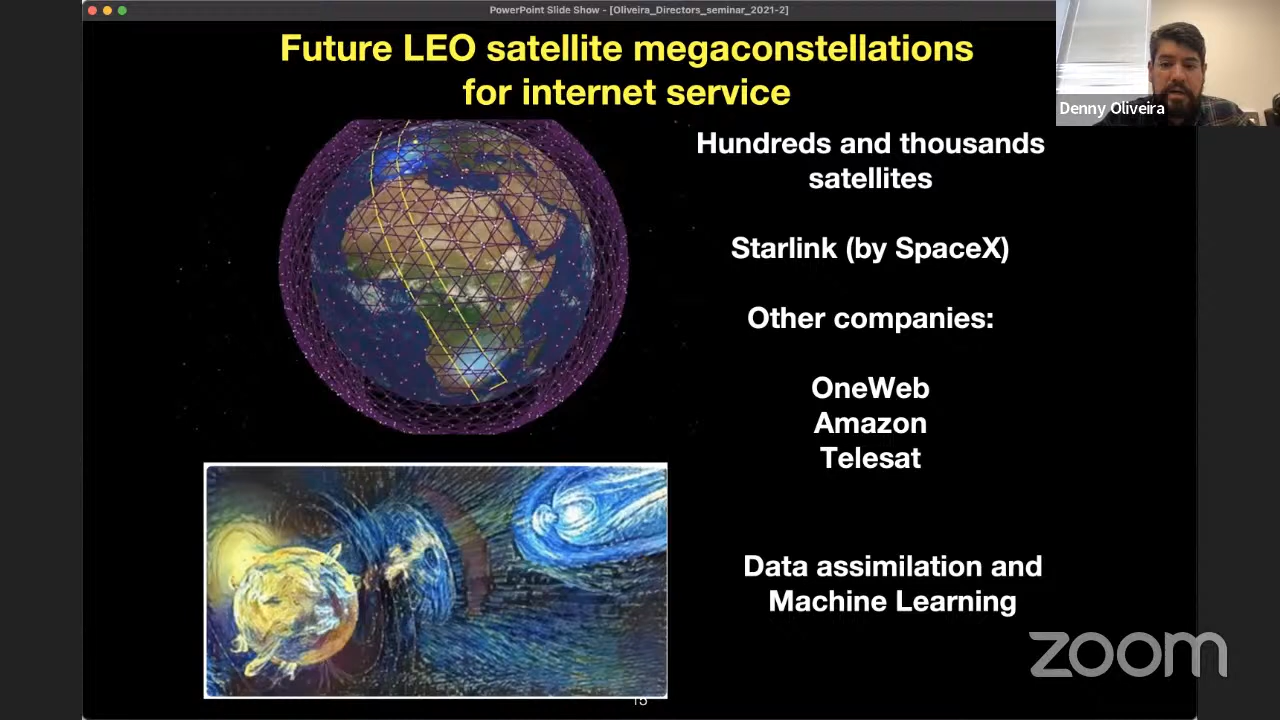 PowerPoint Slide Show - [Oliveira_Directors_seminar_2021-2]
Future LEO satellite megaconstellations
for internet service
Denny Oliveira
Hundreds and thousands
satellites
Starlink (by SpaceX)
Other companies:
OneWeb
Amazon
Telesat
Data assimilation and
Machine Learning
zoom
15